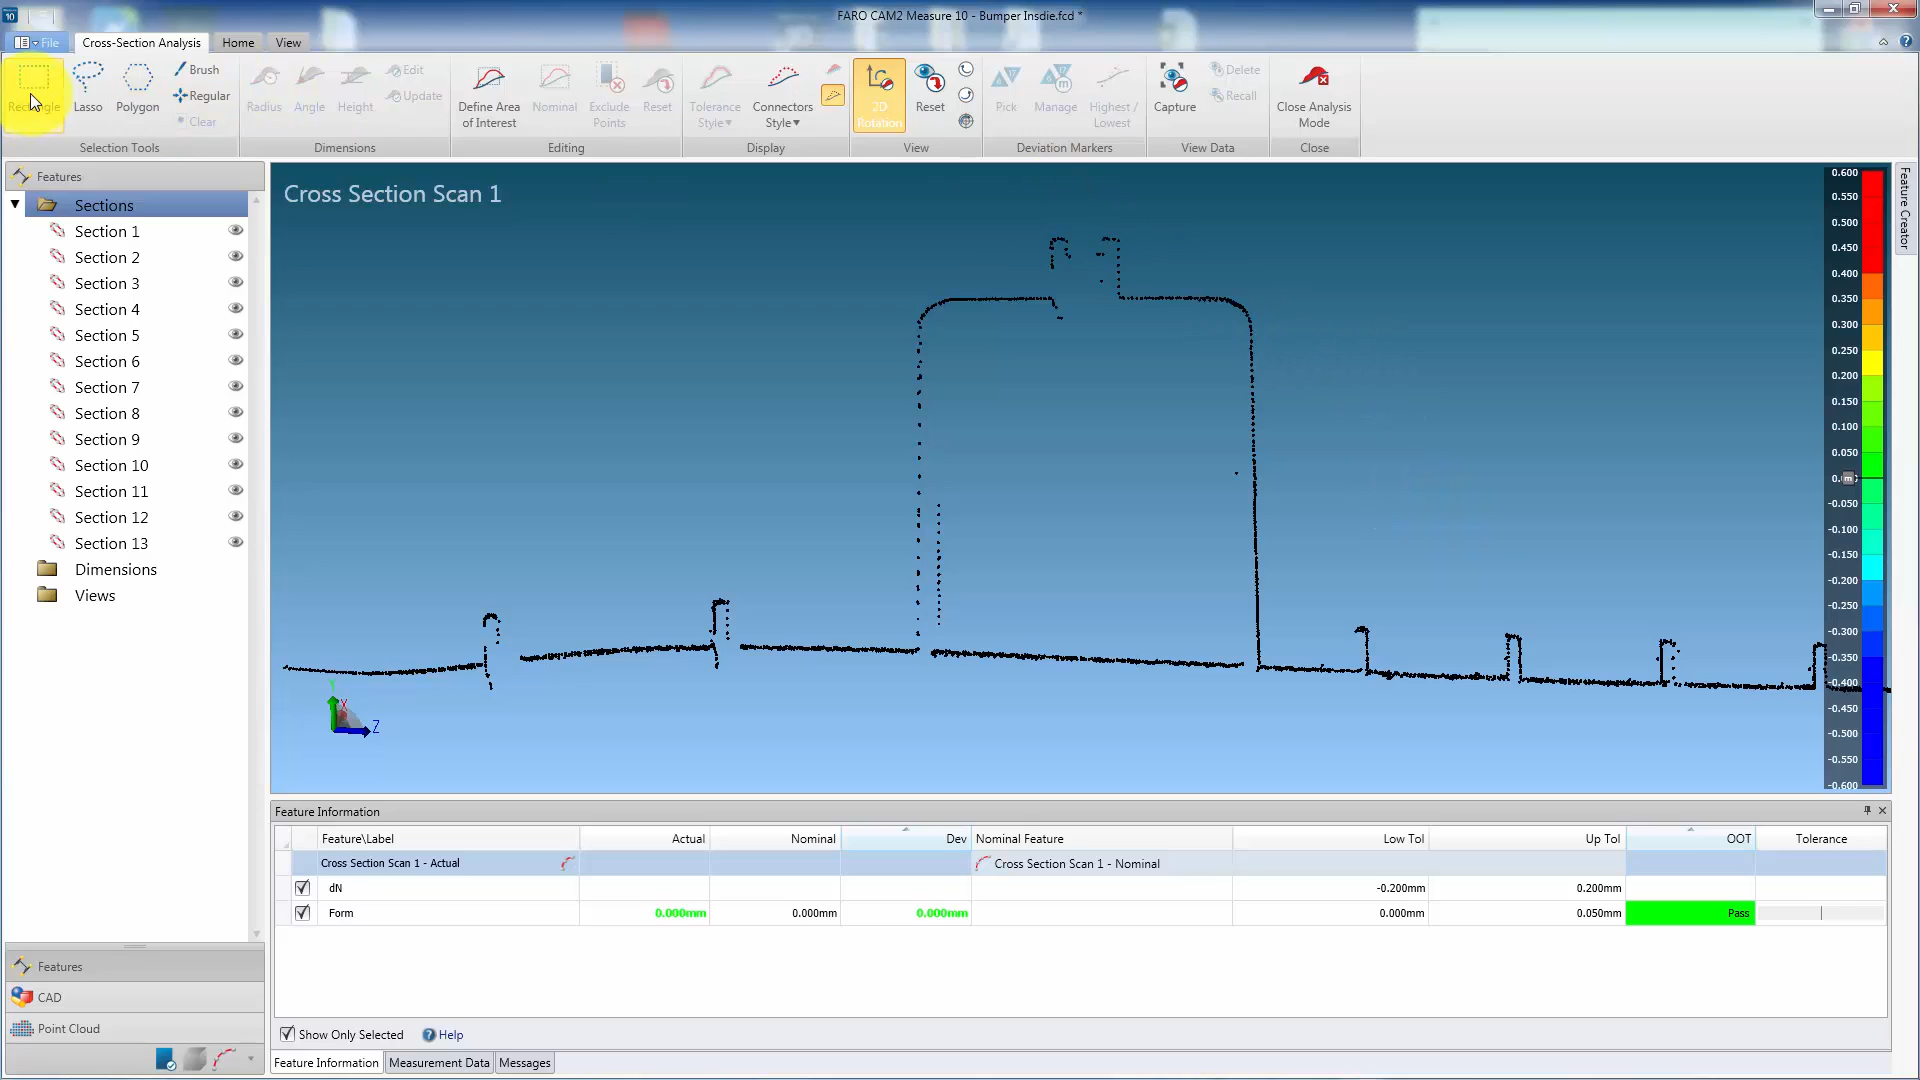 FARO CAM2 Measure 10 - Bumper Insdie.fcd *
10
File
Cross-Section Analysis
Home
View
Rectangle
Lasso
Polygon
Brush
Regular
Clear
Selection Tools
Radius
Angle
Height
Edit
Update
Dimensions
Define Area
of Interest
Nominal
Exclude
Points
Reset
Editing
Tolerance
Style
Connectors
Style
Display
2D
Rotation
Reset
View
Pick
Manage
Highest /
Lowest
Deviation Markers
Capture
Delete
Recall
View Data
Close Analysis
Mode
Close
Features
Sections
Section 1
Section 2
Section 3
Section 4
Section 5
Section 6
Section 7
Section 8
Section 9
Section 10
Section 11
Section 12
Section 13
Dimensions
Views
Features
CAD
Point Cloud
Cross Section Scan 1
Y
X
Z
0.600
0.550
0.500
0.450
0.400
0.350
0.300
0.250
0.200
0.150
0.100
0.050
m
-0.050
-0.100
-0.150
-0.200
-0.250
-0.300
-0.350
-0.400
-0.450
-0.500
-0.550
-0.600
Feature Creator
Feature Information
Feature\Label Actual Nominal Dev Nominal Feature Low Tol Up Tol OOT Tolerance
Cross Section Scan 1 - Actual Cross Section Scan 1 - Nominal
dN -0.200mm 0.200mm
Form 0.000mm 0.000mm 0.000mm 0.000mm 0.050mm Pass
Show Only Selected
Help
Feature Information
Measurement Data
Messages